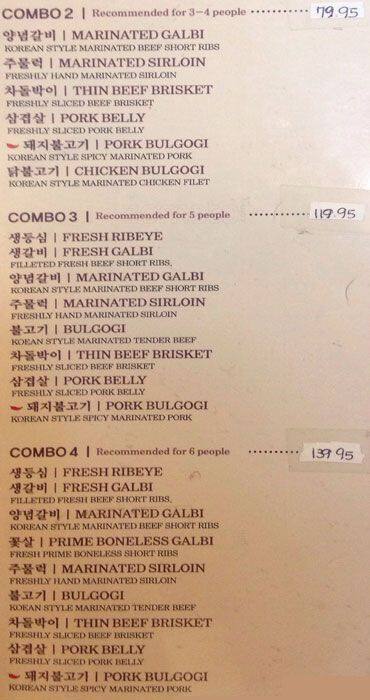 COMBO 2 | Recommended for 3-4 people ............ 79.95
양념갈비 | MARINATED GALBI
KOREAN STYLE MARINATED BEEF SHORT RIBS
주물럭 | MARINATED SIRLOIN
FRESHLY HAND MARINATED SIRLOIN
차돌박이 | THIN BEEF BRISKET
FRESHLY SLICED BEEF BRISKET
삼겹살 | PORK BELLY
FRESHLY SLICED PORK BELLY
돼지불고기 | PORK BULGOGI
KOREAN STYLE SPICY MARINATED PORK
닭불고기 | CHICKEN BULGOGI
KOREAN STYLE MARINATED CHICKEN FILET
COMBO 3 | Recommended for 5 people ............ 119.95
생등심 | FRESH RIBEYE
생갈비 | FRESH GALBI
FILLETED FRESH BEEF SHORT RIBS,
양념갈비 | MARINATED GALBI
KOREAN STYLE MARINATED BEEF SHORT RIBS
주물럭 | MARINATED SIRLOIN
FRESHLY HAND MARINATED SIRLOIN
불고기 | BULGOGI
KOEAN STYLE MARINATED TENDER BEEF
차돌박이 | THIN BEEF BRISKET
FRESHLY SLICED BEEF BRISKET
삼겹살 | PORK BELLY
FRESHLY SLICED PORK BELLY
돼지불고기 | PORK BULGOGI
KOREAN STYLE SPICY MARINATED PORK
COMBO 4 | Recommended for 6 people .......... 139.95
생등심 | FRESH RIBEYE
생갈비 | FRESH GALBI
FILLETED FRESH BEEF SHORT RIBS,
양념갈비 | MARINATED GALBI
KOREAN STYLE MARINATED BEEF SHORT RIBS
꽃살 | PRIME BONELESS GALBI
FRESH PRIME BONELESS SHORT RIBS
주물럭 | MARINATED SIRLOIN
FRESHLY HAND MARINATED SIRLOIN
불고기 | BULGOGI
KOEAN STYLE MARINATED TENDER BEEF
차돌박이 | THIN BEEF BRISKET
FRESHLY SLICED BEEF BRISKET
삼겹살 | PORK BELLY
FRESHLY SLICED PORK BELLY
돼지불고기 | PORK BULGOGI
KOREAN STYLE SPICY MARINATED PORK